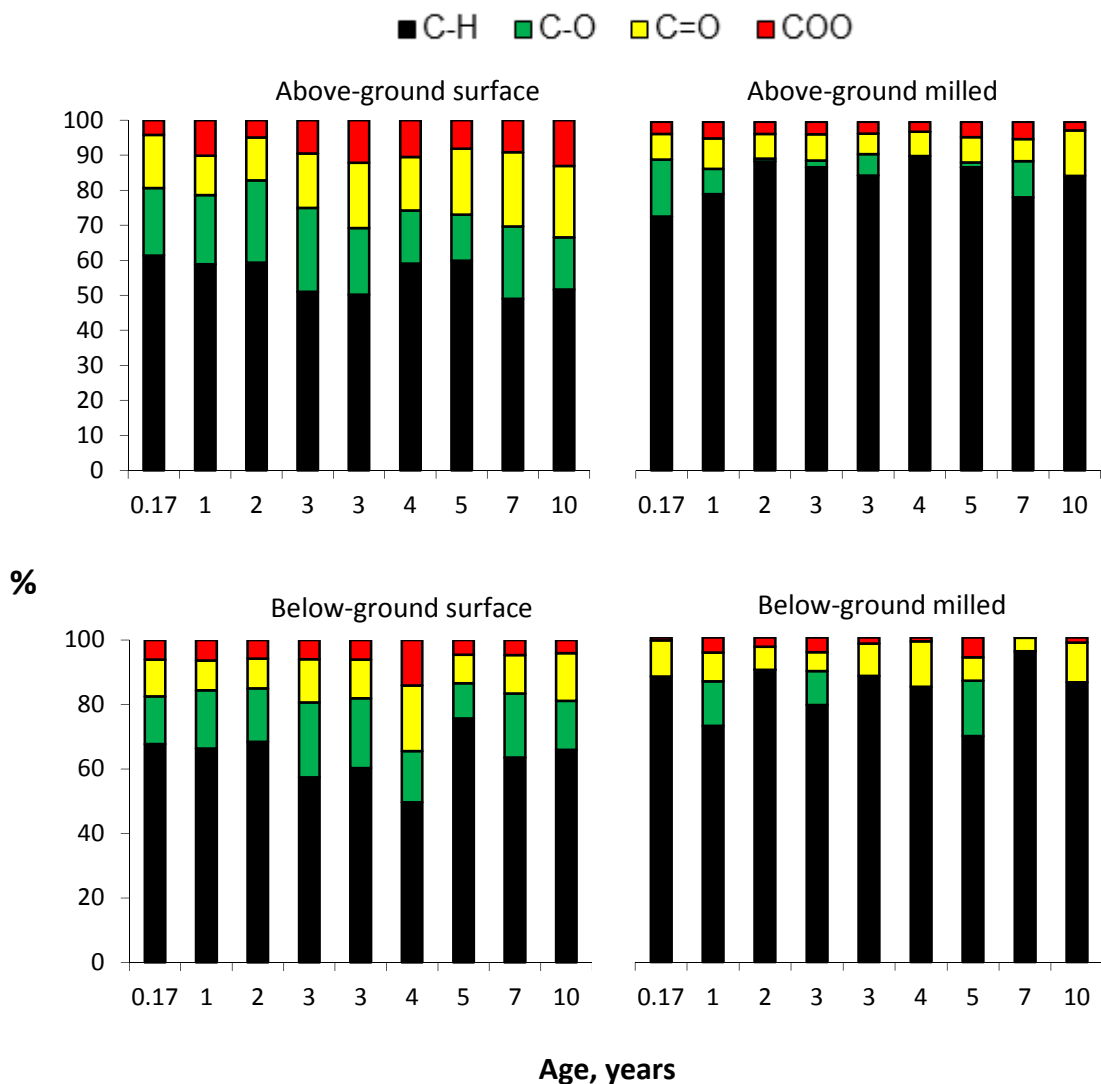 C-H C-O C=O COO
Above-ground surface
Above-ground milled
100
90
80
70
60
50
40
30
20
10
0
0.17 1 2 3 3 4 5 7 10
0.17 1 2 3 3 4 5 7 10
%
Below-ground surface
Below-ground milled
100
80
60
40
20
0
0.17 1 2 3 3 4 5 7 10
0.17 1 2 3 3 4 5 7 10
Age, years